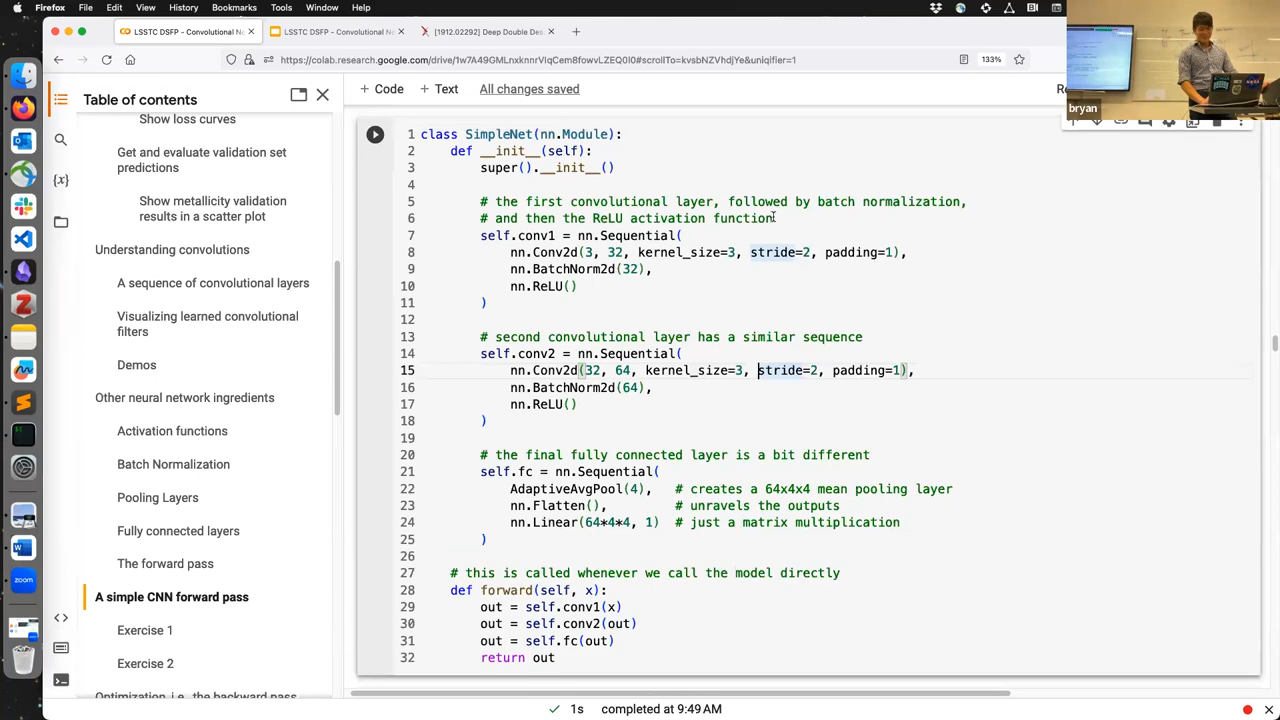 Firefox File Edit View History Bookmarks Tools Window Help
LSSTC DSFP - Convolutional Ne
LSSTC DSFP - Convolutional N
[1912.02292] Deep Double Des
133%
Table of contents
Show loss curves
Get and evaluate validation set
predictions
Show metallicity validation
results in a scatter plot
Understanding convolutions
A sequence of convolutional layers
Visualizing learned convolutional
filters
Demos
Other neural network ingredients
Activation functions
Batch Normalization
Pooling Layers
Fully connected layers
The forward pass
A simple CNN forward pass
Exercise 1
Exercise 2
Optimization, i.e., the backward pass
+ Code + Text All changes saved
Re
bryan
1 class SimpleNet(nn.Module):
2 def __init__(self):
3 super().__init__()
4
5 # the first convolutional layer, followed by batch normalization,
6 # and then the ReLU activation function
7 self.conv1 = nn.Sequential(
8 nn.Conv2d(3, 32, kernel_size=3, stride=2, padding=1),
9 nn.BatchNorm2d(32),
10 nn.ReLU()
11 )
12
13 # second convolutional layer has a similar sequence
14 self.conv2 = nn.Sequential(
15 nn.Conv2d(32, 64, kernel_size=3, stride=2, padding=1),
16 nn.BatchNorm2d(64),
17 nn.ReLU()
18 )
19
20 # the final fully connected layer is a bit different
21 self.fc = nn.Sequential(
22 AdaptiveAvgPool(4), # creates a 64x4x4 mean pooling layer
23 nn.Flatten(), # unravels the outputs
24 nn.Linear(64*4*4, 1) # just a matrix multiplication
25 )
26
27 # this is called whenever we call the model directly
28 def forward(self, x):
29 out = self.conv1(x)
30 out = self.conv2(out)
31 out = self.fc(out)
32 return out
1s completed at 9:49 AM